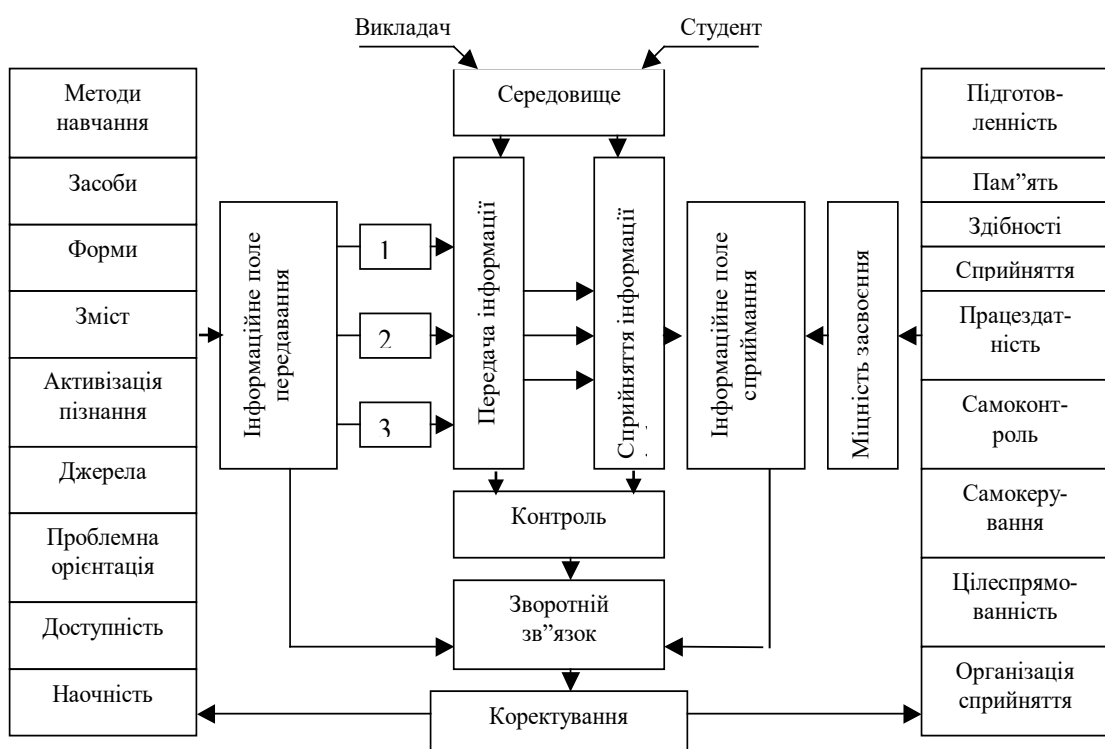 Викладач
Студент
Середовище
Методи
навчання
Засоби
Форми
Зміст
Активізація
пізнання
Джерела
Проблемна
орієнтація
Доступність
Наочність
Інформаційне поле
передавання
1
2
3
Передача інформації
Сприйняття інформації
Інформаційне поле
сприймання
Міцність засвоєння
Підготов-
ленність
Пам”ять
Здібності
Сприйняття
Працездат-
ність
Самоконт-
роль
Самокеру-
вання
Цілеспрямо-
ванність
Організація
сприйняття
Контроль
Зворотній
зв”язок
Коректування